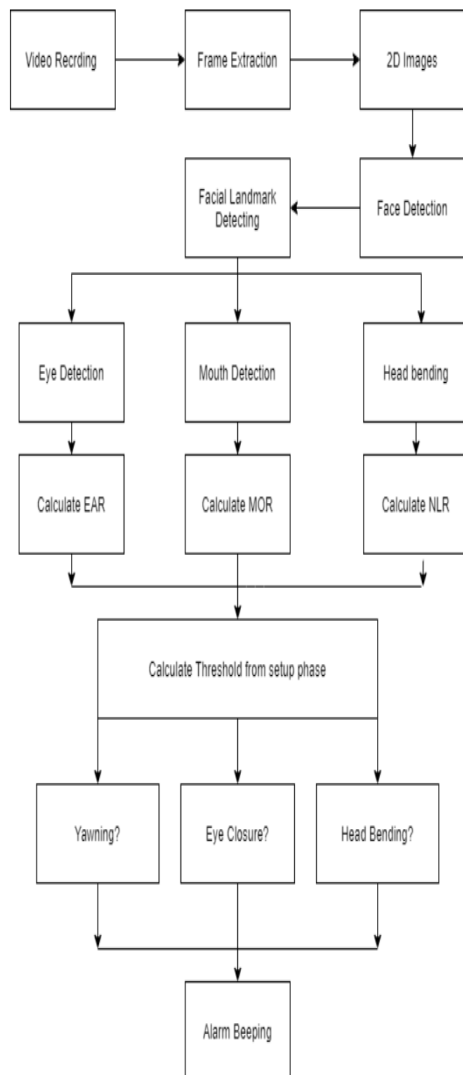 Video Recrding
Frame Extraction
2D Images
Facial Landmark
Detecting
Face Detection
Eye Detection
Mouth Detection
Head bending
Calculate EAR
Calculate MOR
Calculate NLR
Calculate Threshold from setup phase
Yawning?
Eye Closure?
Head Bending?
Alarm Beeping